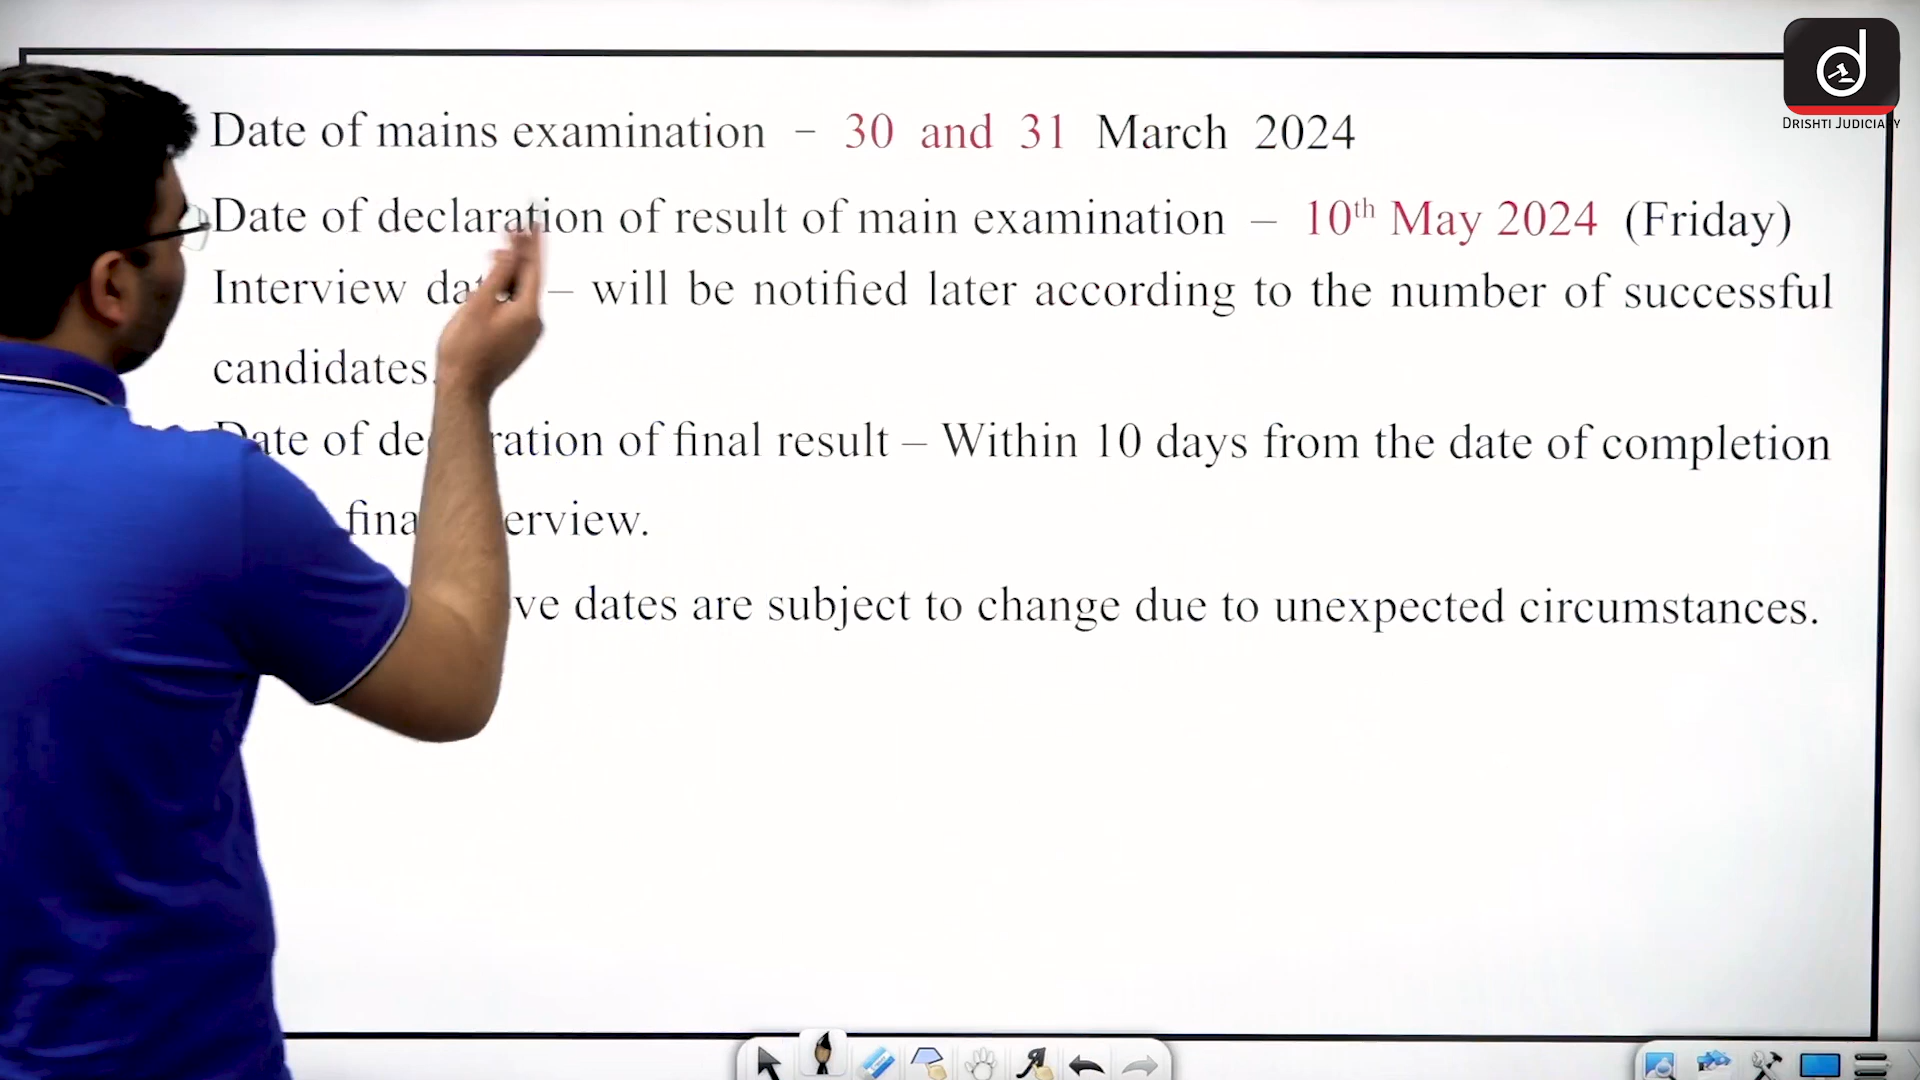 Date of mains examination – 30 and 31 March 2024
DRISHTI JUDICIARY
Date of declaration of result of main examination – 10th May 2024 (Friday)
Interview – will be notified later according to the number of successful
candidates.
Date of final result – Within 10 days from the date of completion
dates are subject to change due to unexpected circumstances.